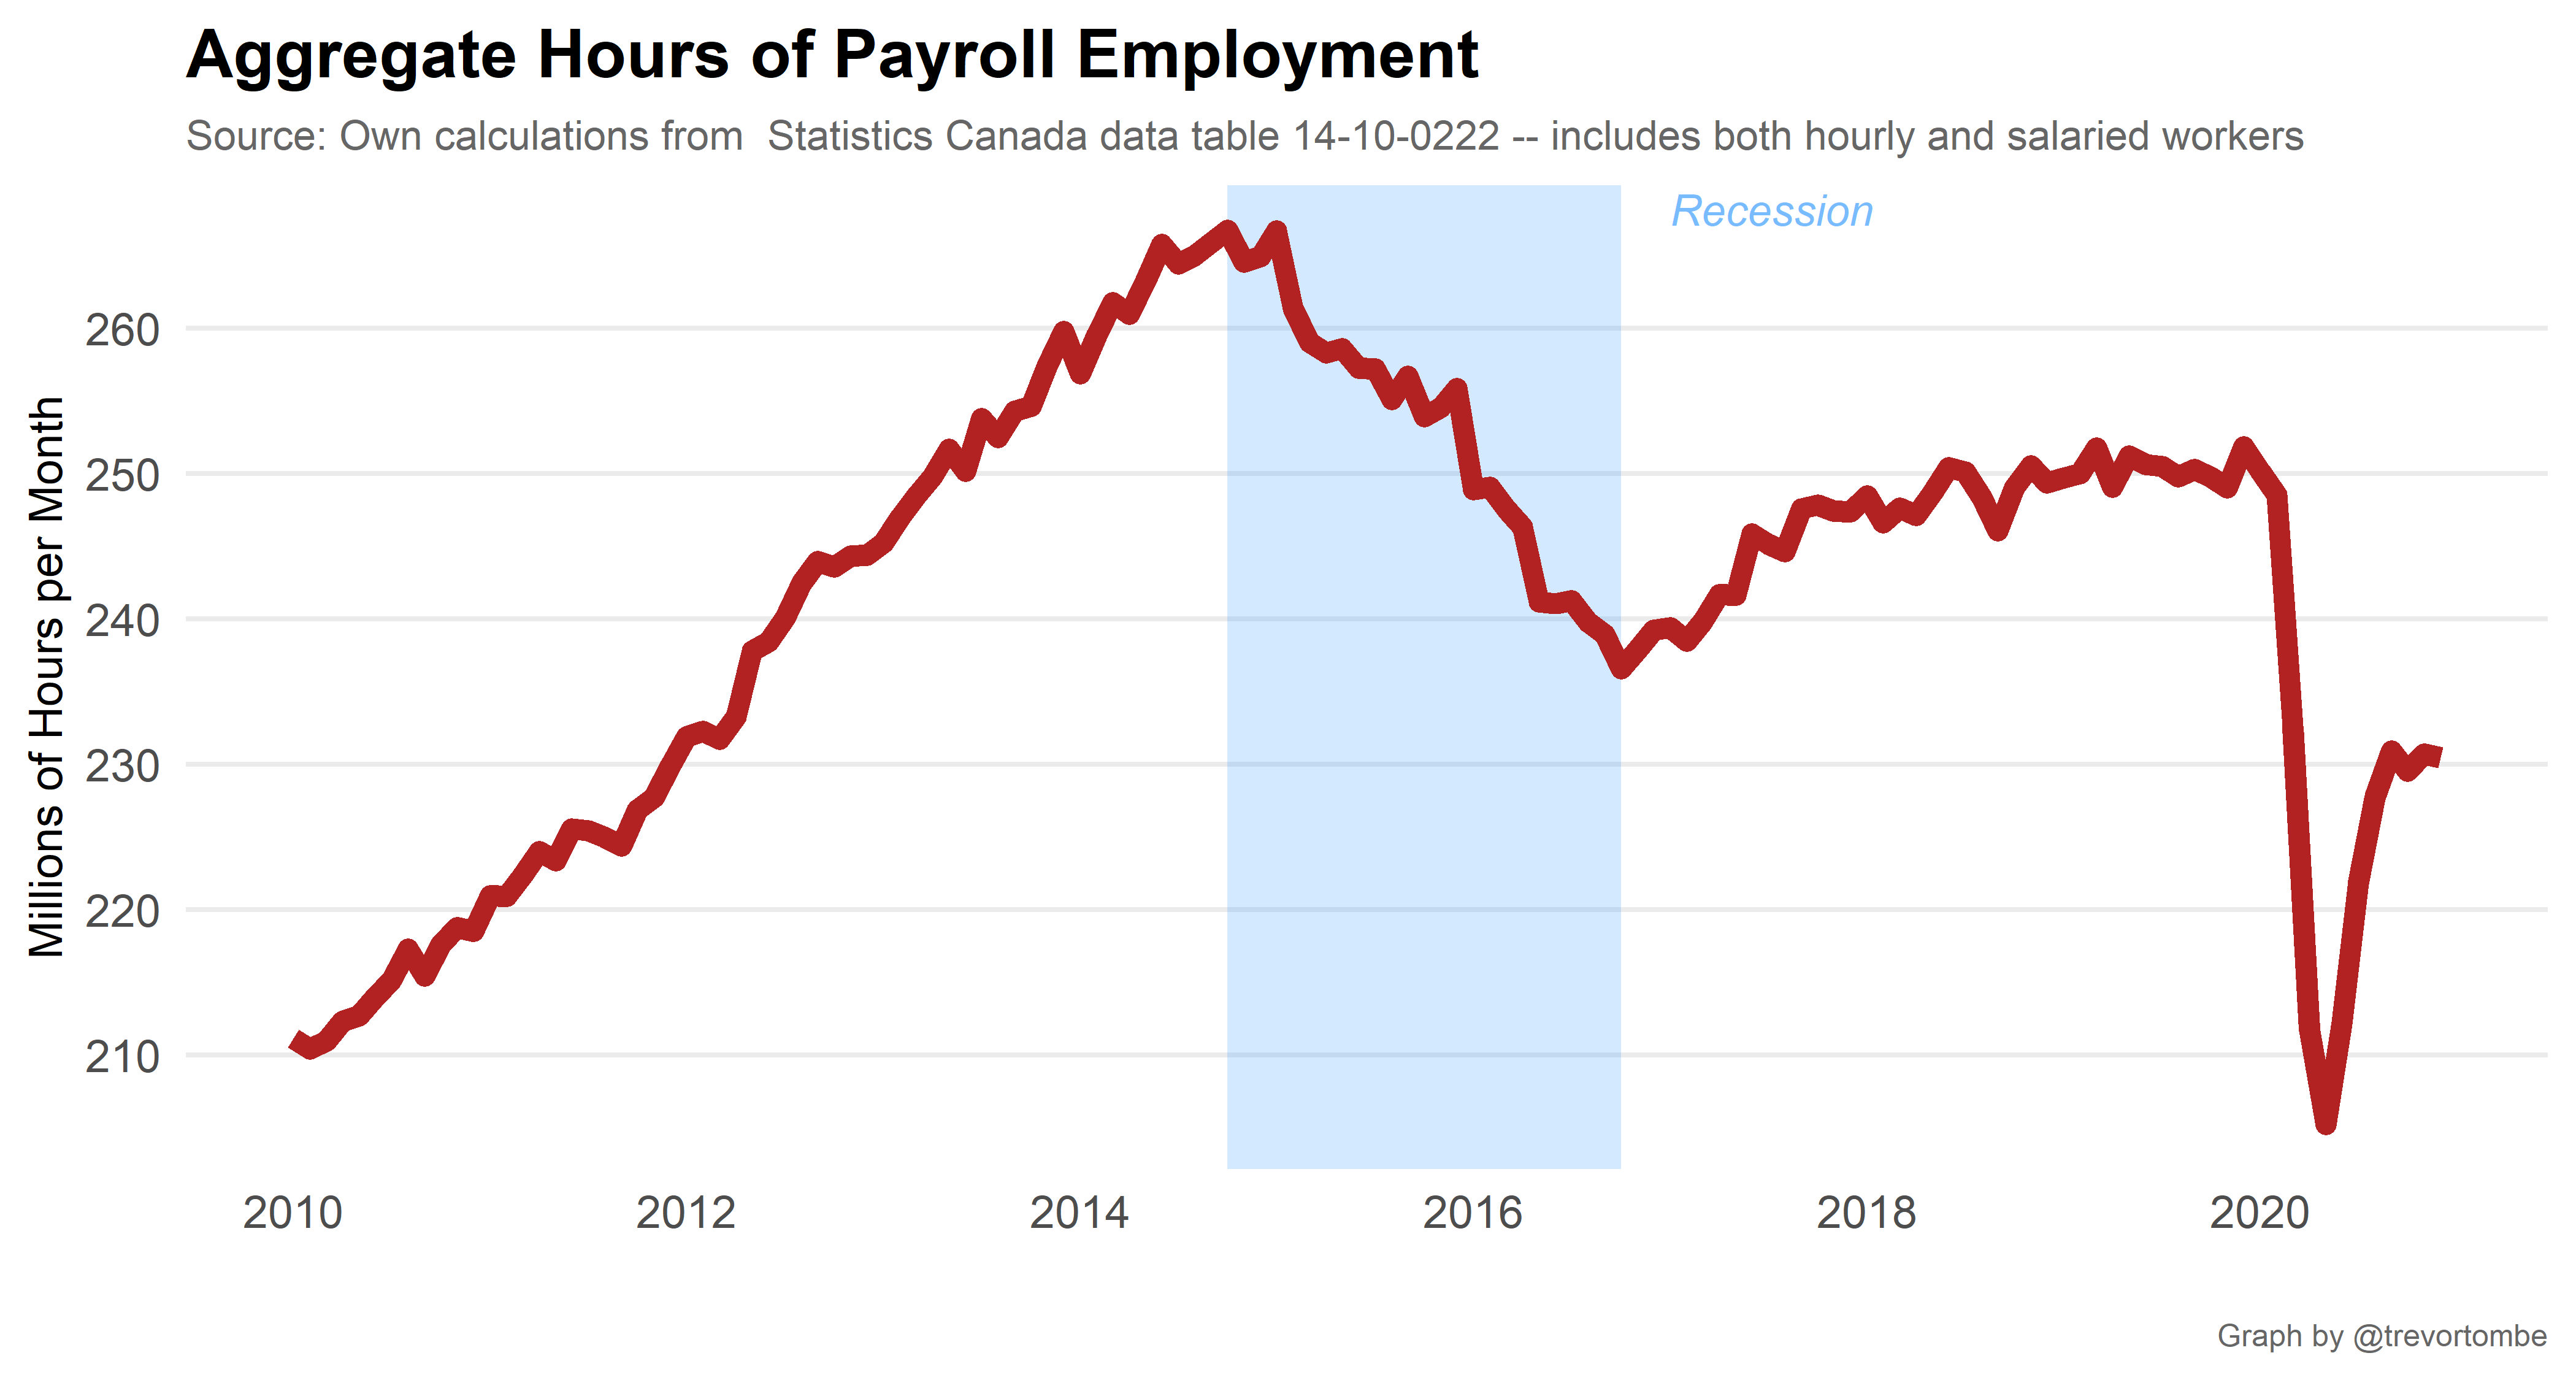 Aggregate Hours of Payroll Employment
Source: Own calculations from  Statistics Canada data table 14-10-0222 -- includes both hourly and salaried workers
Recession
Millions of Hours per Month
260
250
240
230
220
210
2010
2012
2014
2016
2018
2020
Graph by @trevortombe